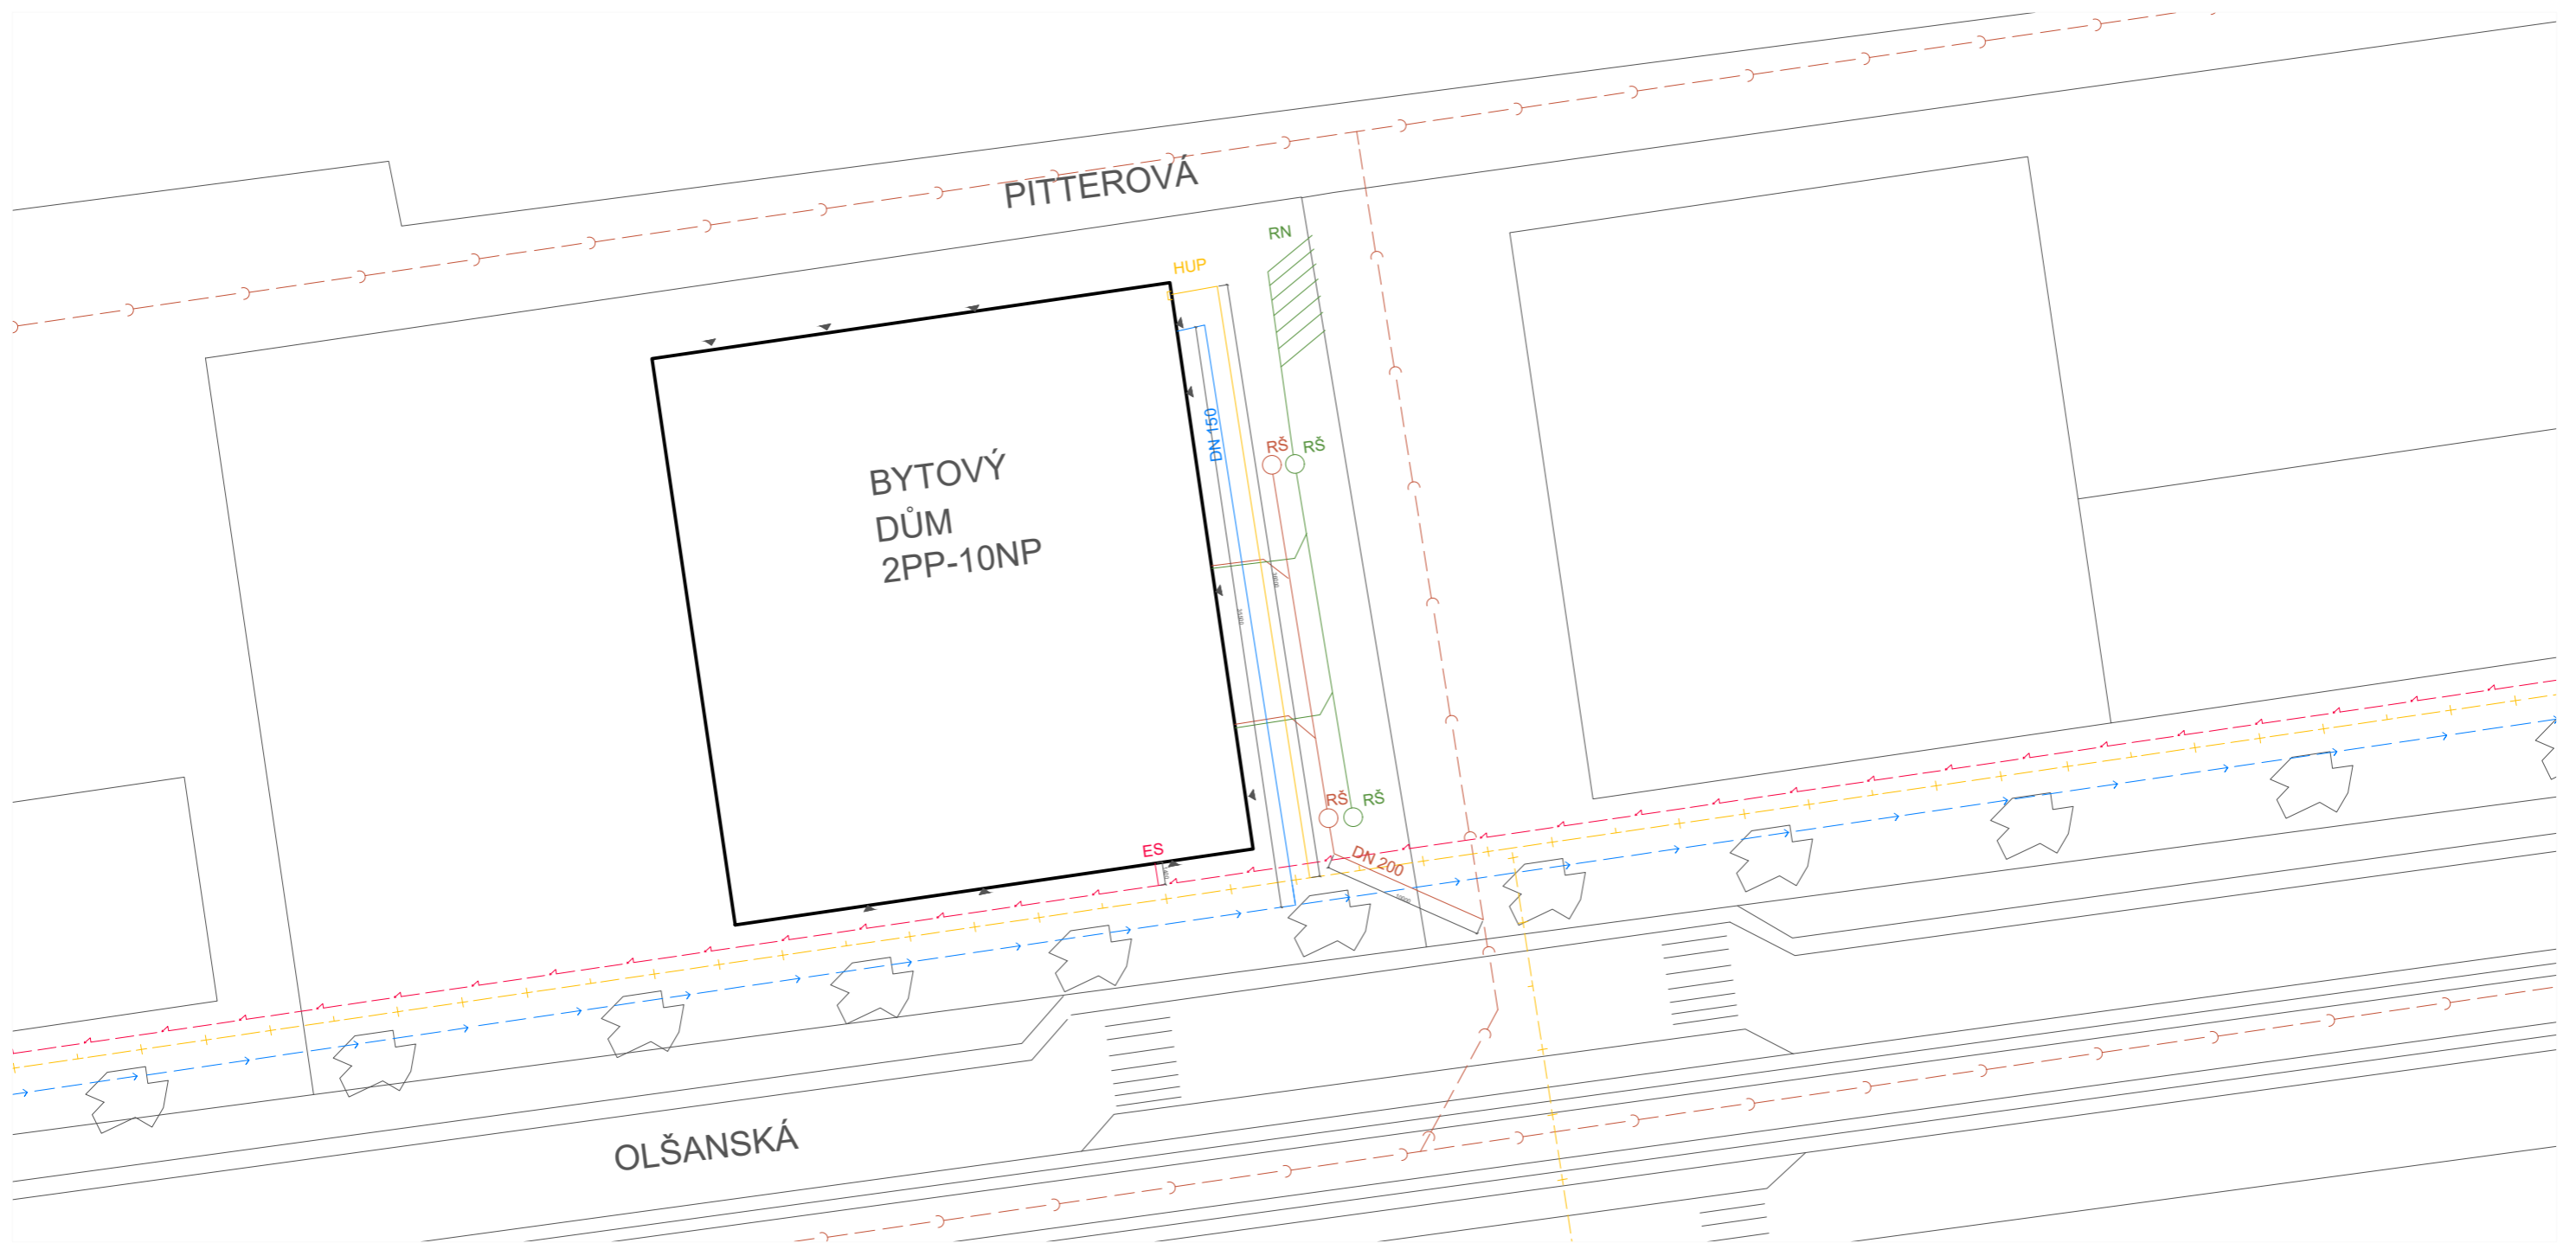 PITTEROVÁ
RN
HUP
DN 150
RŠ
RŠ
BYTOVÝ
DŮM
2PP-10NP
RŠ
RŠ
ES
DN 200
OLŠANSKÁ